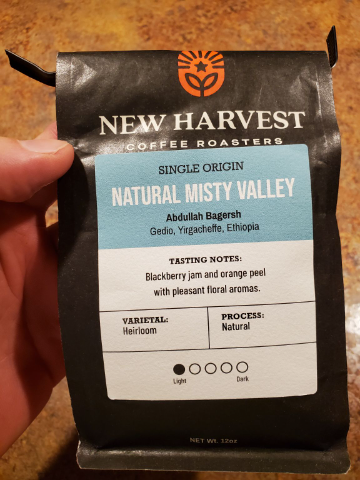 NEW HARVEST
COFFEE ROASTERS
SINGLE ORIGIN
NATURAL MISTY VALLEY
Abdullah Bagersh
Gedio, Yirgacheffe, Ethiopia
TASTING NOTES:
Blackberry jam and orange peel
with pleasant floral aromas.
VARIETAL:
Heirloom
PROCESS:
Natural
Light Dark
NET WT. 12oz